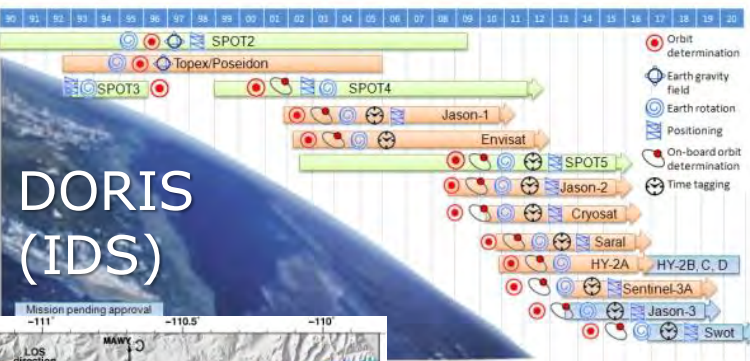 90 91 92 93 94 95 96 97 98 99 00 01 02 03 04 05 06 07 08 09 10 11 12 13 14 15 16 17 18 19 20
SPOT2
Topex/Poseidon
SPOT3
SPOT4
Jason-1
Envisat
SPOT5
Jason-2
Cryosat
Saral
HY-2A
HY-2B, C, D
Sentinel-3A
Jason-3
Swot
Orbit
determination
Earth gravity
field
Earth rotation
Positioning
On-board orbit
determination
Time tagging
DORIS
(IDS)
Mission pending approval
-111°
-110.5°
-110°
LOS
direction
MAWY